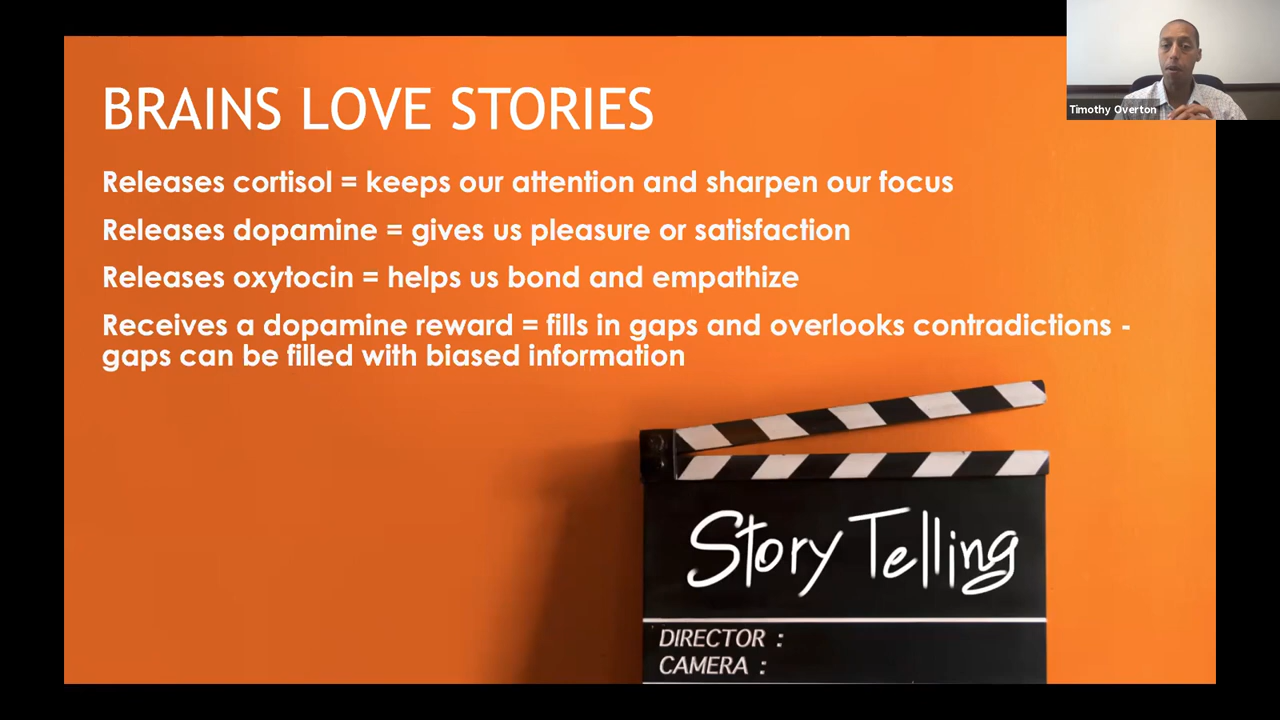 BRAINS LOVE STORIES
Releases cortisol = keeps our attention and sharpen our focus
Releases dopamine = gives us pleasure or satisfaction
Releases oxytocin = helps us bond and empathize
Receives a dopamine reward = fills in gaps and overlooks contradictions -
gaps can be filled with biased information
Timothy Overton
Story Telling
DIRECTOR :
CAMERA :